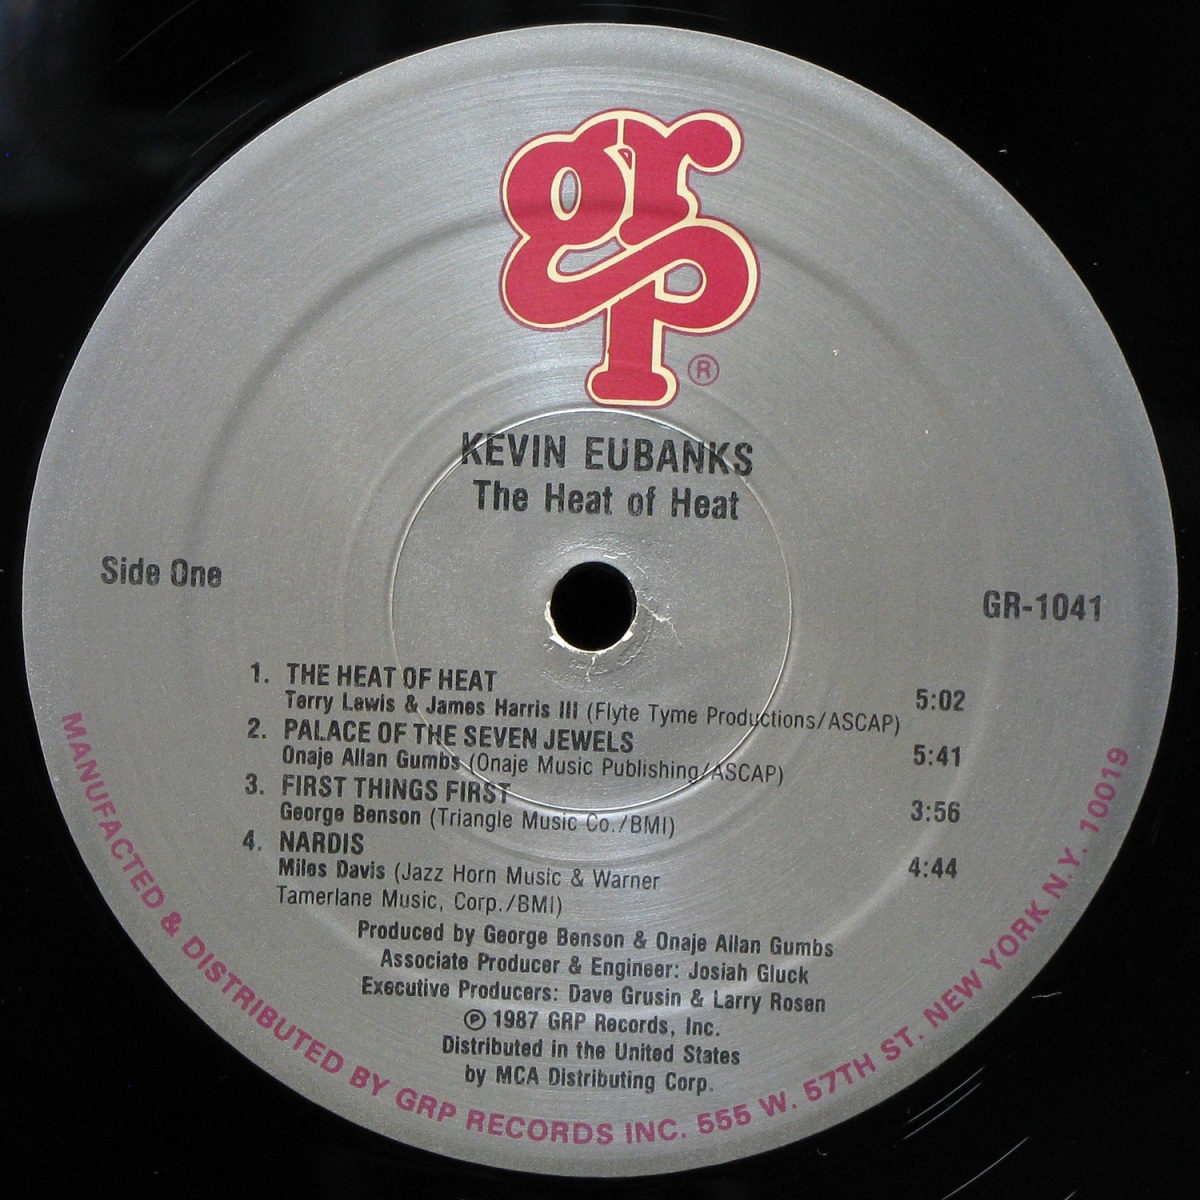 grp
®
KEVIN EUBANKS
The Heat of Heat
Side One
GR-1041
1. THE HEAT OF HEAT
Terry Lewis & James Harris III (Flyte Tyme Productions/ASCAP) 5:02
2. PALACE OF THE SEVEN JEWELS
Onaje Allan Gumbs (Onaje Music Publishing/ASCAP) 5:41
3. FIRST THINGS FIRST
George Benson (Triangle Music Co./BMI) 3:56
4. NARDIS
Miles Davis (Jazz Horn Music & Warner 4:44
Tamerlane Music, Corp./BMI)
Produced by George Benson & Onaje Allan Gumbs
Associate Producer & Engineer: Josiah Gluck
Executive Producers: Dave Grusin & Larry Rosen
℗ 1987 GRP Records, Inc.
Distributed in the United States
by MCA Distributing Corp.
MANUFACTED & DISTRIBUTED BY GRP RECORDS INC. 555 W. 57TH ST. NEW YORK N.Y. 10019